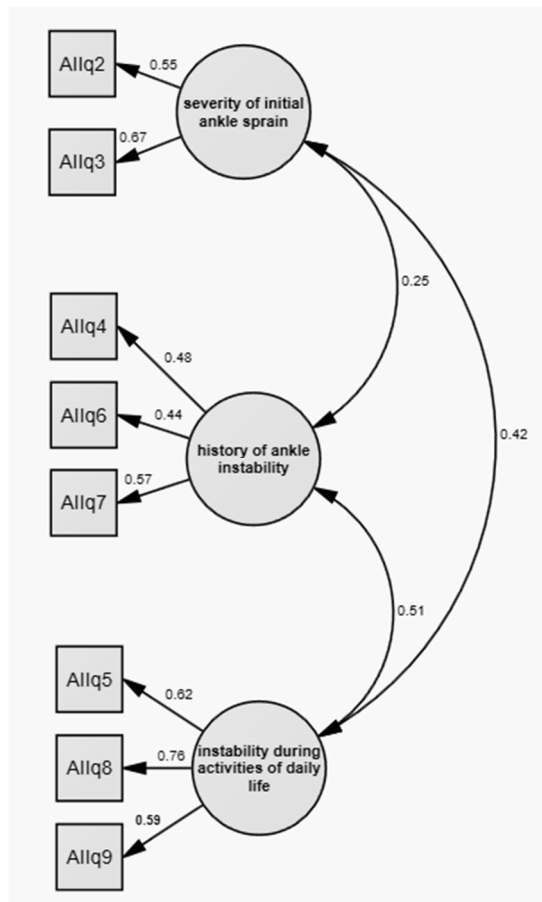 AIIq2
0.55
severity of initial
ankle sprain
AIIq3
0.67
0.25
AIIq4
0.48
0.42
AIIq6
0.44
history of ankle
instability
AIIq7
0.57
0.51
AIIq5
0.62
AIIq8
0.76
instability during
activities of daily
life
AIIq9
0.59